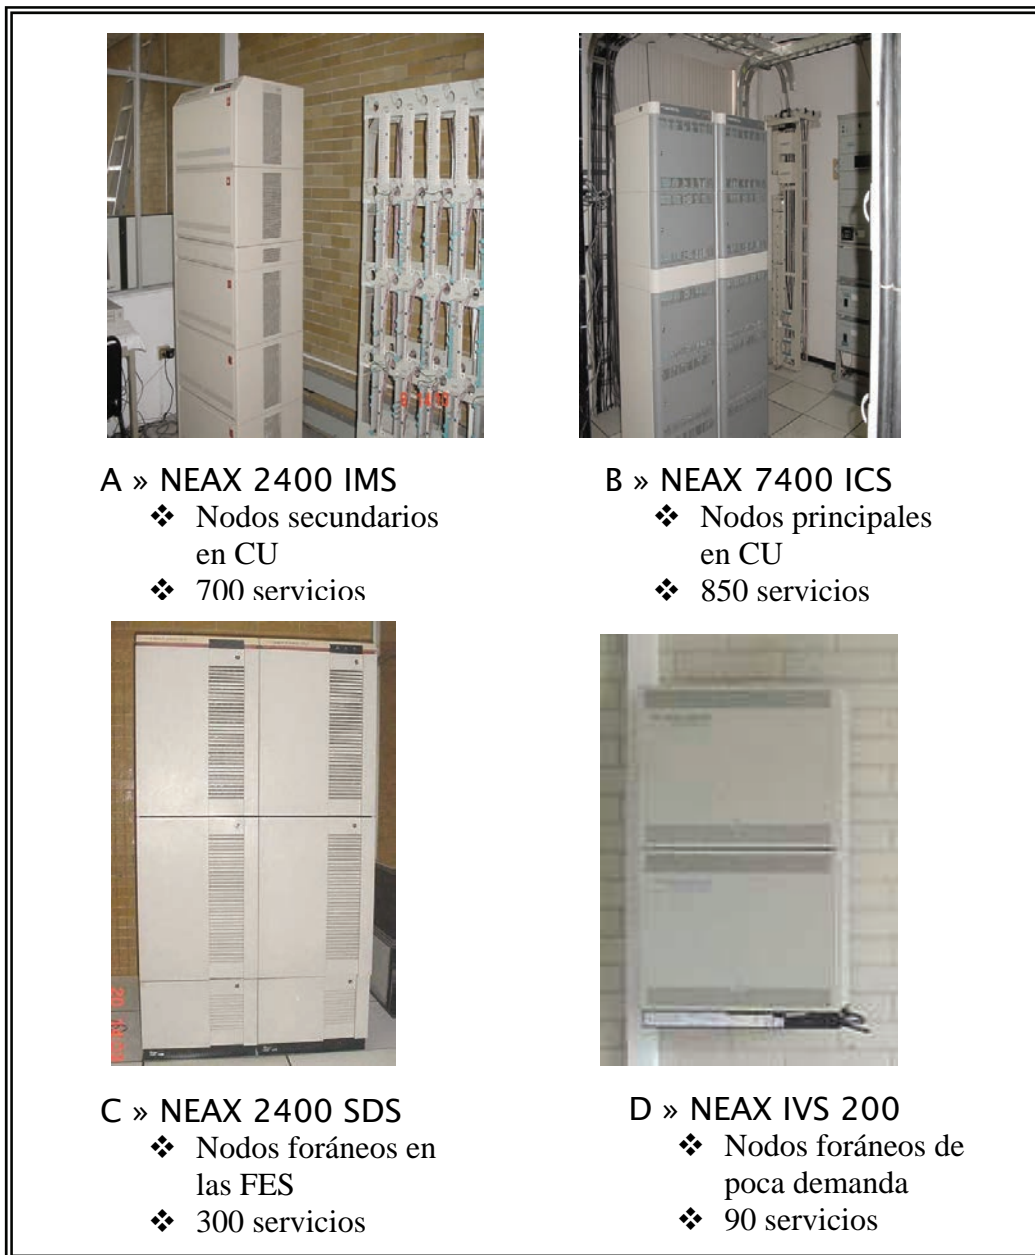 A » NEAX 2400 IMS
❖ Nodos secundarios
en CU
❖ 700 servicios
B » NEAX 7400 ICS
❖ Nodos principales
en CU
❖ 850 servicios
C » NEAX 2400 SDS
❖ Nodos foráneos en
las FES
❖ 300 servicios
D » NEAX IVS 200
❖ Nodos foráneos de
poca demanda
❖ 90 servicios